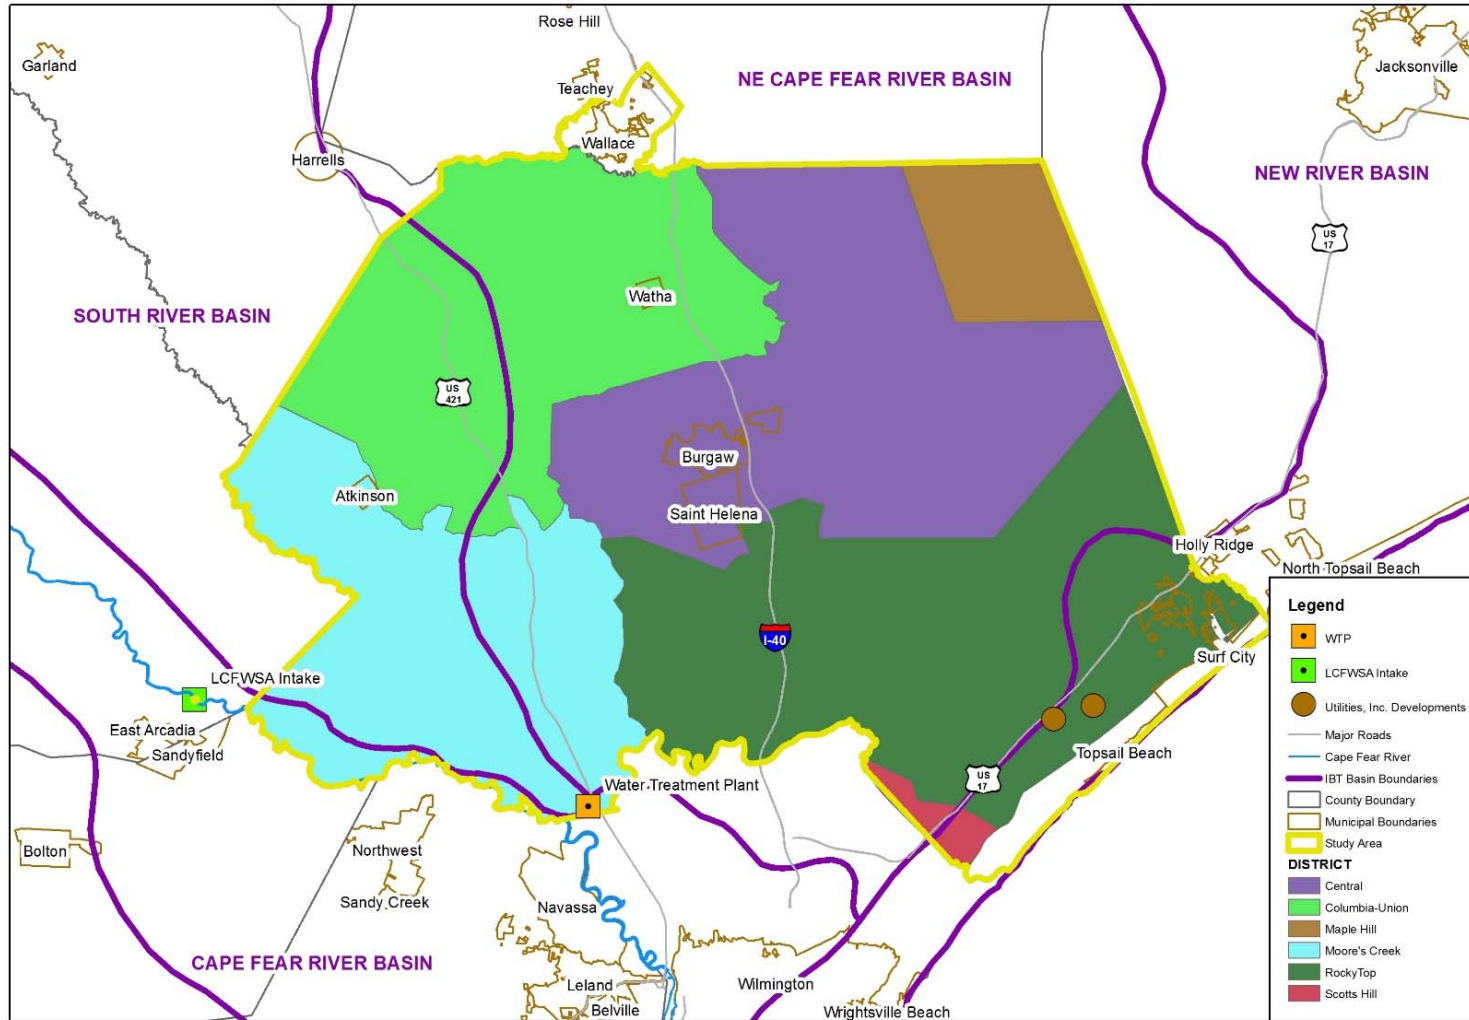 Rose Hill
Garland
Teachey
NE CAPE FEAR RIVER BASIN
Jacksonville
Wallace
Harrells
NEW RIVER BASIN
US
17
Watha
SOUTH RIVER BASIN
US
421
Burgaw
Atkinson
Saint Helena
Holly Ridge
North Topsail Beach
I-40
Surf City
LCFWSA Intake
East Arcadia
Sandyfield
Topsail Beach
US
17
Water Treatment Plant
Bolton
Northwest
Sandy Creek
Navassa
CAPE FEAR RIVER BASIN
Leland
Belville
Wilmington
Wrightsville Beach
Legend
WTP
LCFWSA Intake
Utilities, Inc. Developments
Major Roads
Cape Fear River
IBT Basin Boundaries
County Boundary
Municipal Boundaries
Study Area
DISTRICT
Central
Columbia-Union
Maple Hill
Moore's Creek
RockyTop
Scotts Hill